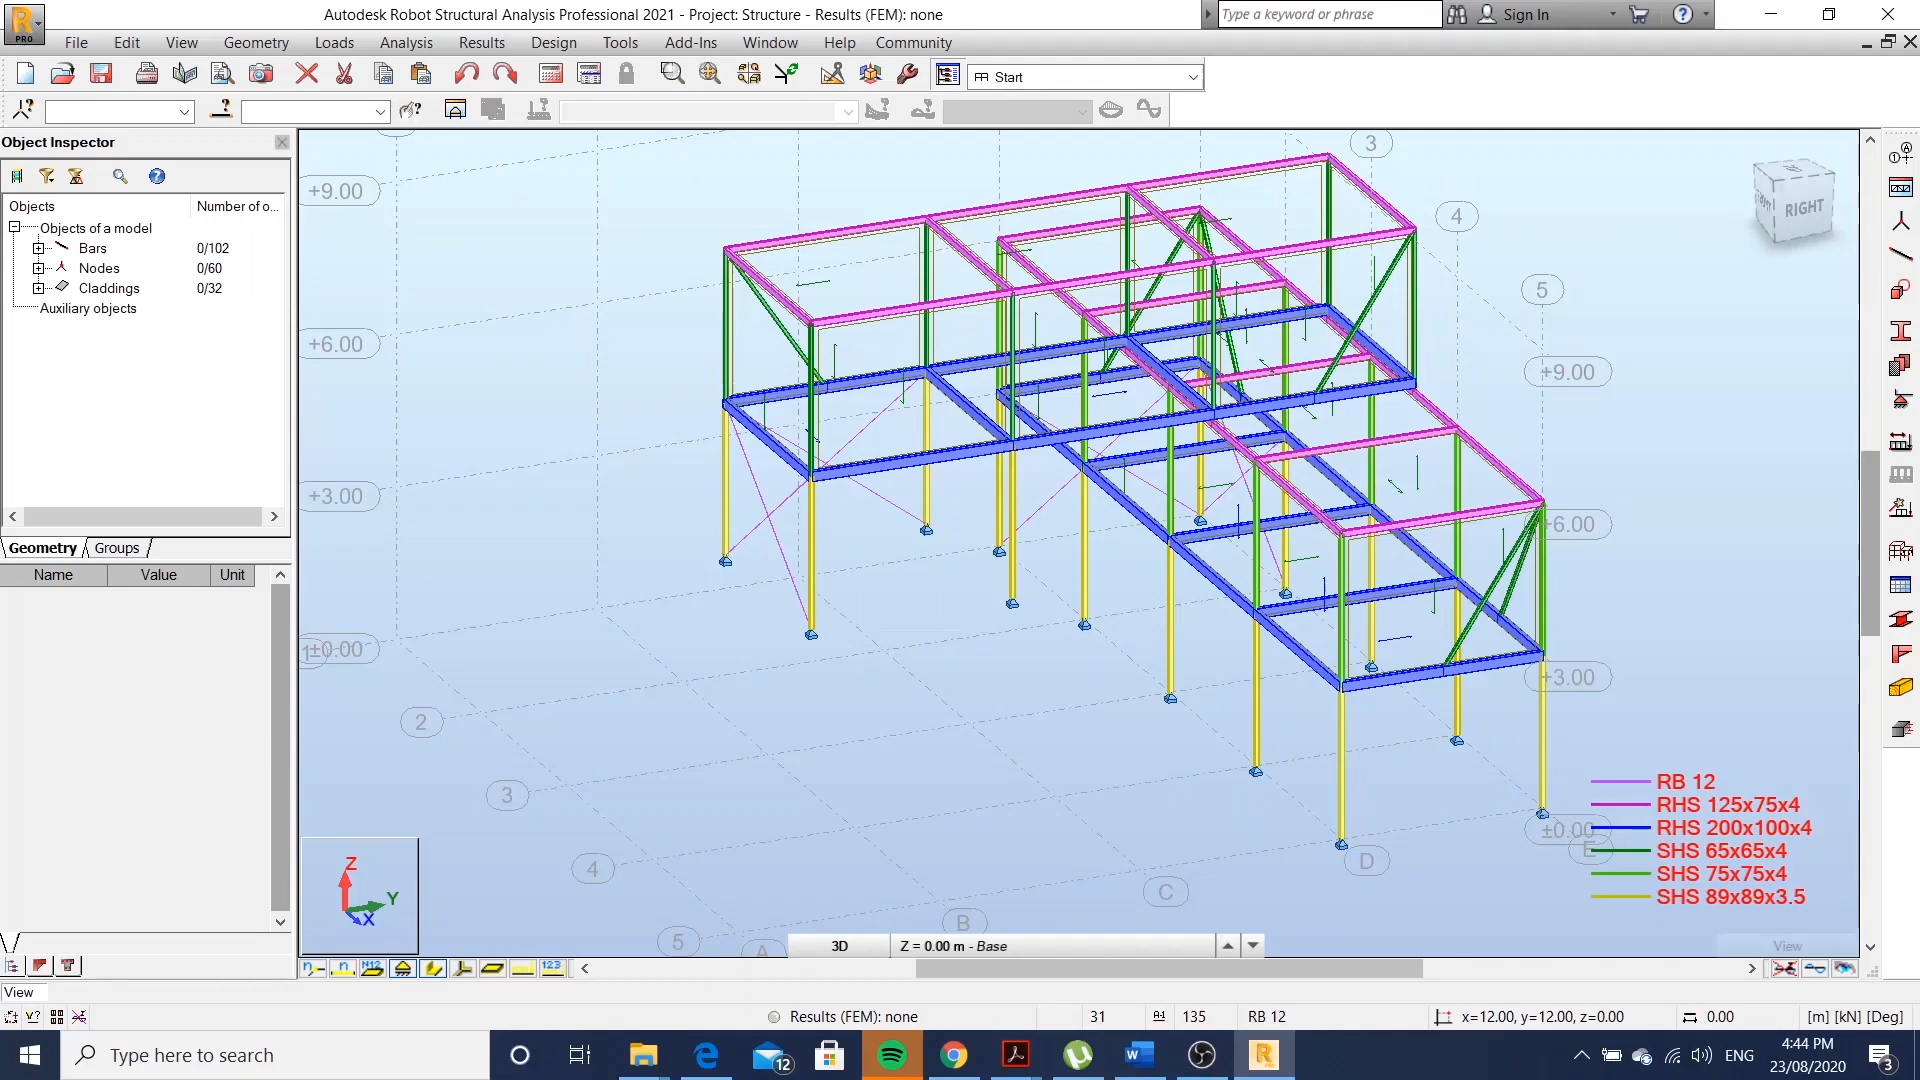 Autodesk Robot Structural Analysis Professional 2021 - Project: Structure - Results (FEM): none
Type a keyword or phrase
Sign In
PRO
File Edit View Geometry Loads Analysis Results Design Tools Add-Ins Window Help Community
Start
Object Inspector
Objects Number of o...
Objects of a model
Bars 0/102
Nodes 0/60
Claddings 0/32
Auxiliary objects
Geometry Groups
Name Value Unit
3
+9.00
RIGHT
4
5
+6.00
+9.00
+3.00
+6.00
±0.00
+3.00
2
3
4
5
A
B
C
D
E
±0.00
RB 12
RHS 125x75x4
RHS 200x100x4
SHS 65x65x4
SHS 75x75x4
SHS 89x89x3.5
Z
Y
X
3D
Z = 0.00 m - Base
View
View
Results (FEM): none
31
135
RB 12
x=12.00, y=12.00, z=0.00
0.00
[m] [kN] [Deg]
Type here to search
12
ENG
4:44 PM
23/08/2020
3